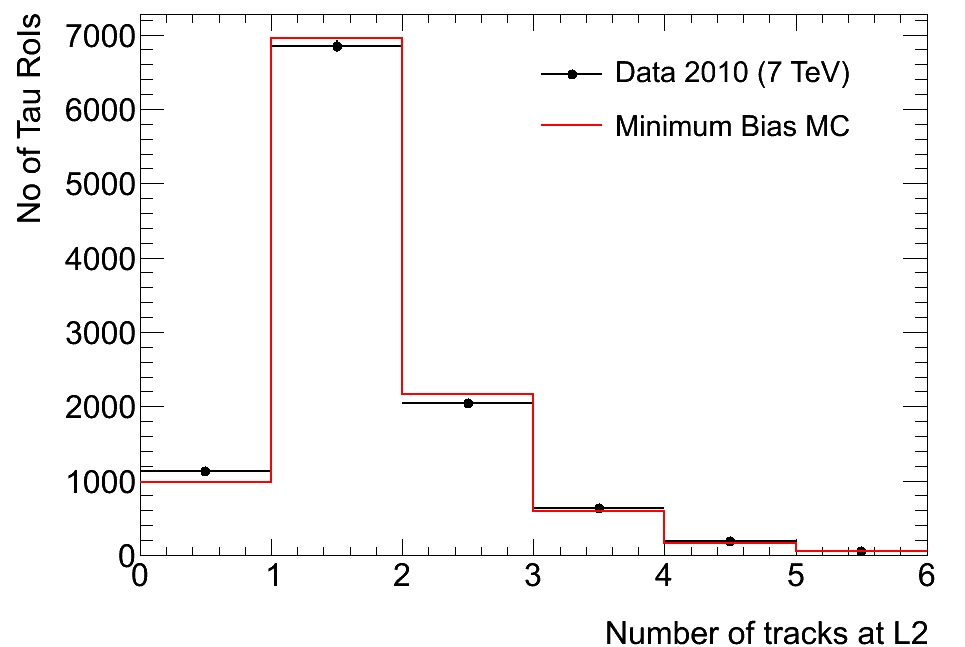 No of Tau RoIs
7000
6000
5000
4000
3000
2000
1000
0
Data 2010 (7 TeV)
Minimum Bias MC
0 1 2 3 4 5 6
Number of tracks at L2